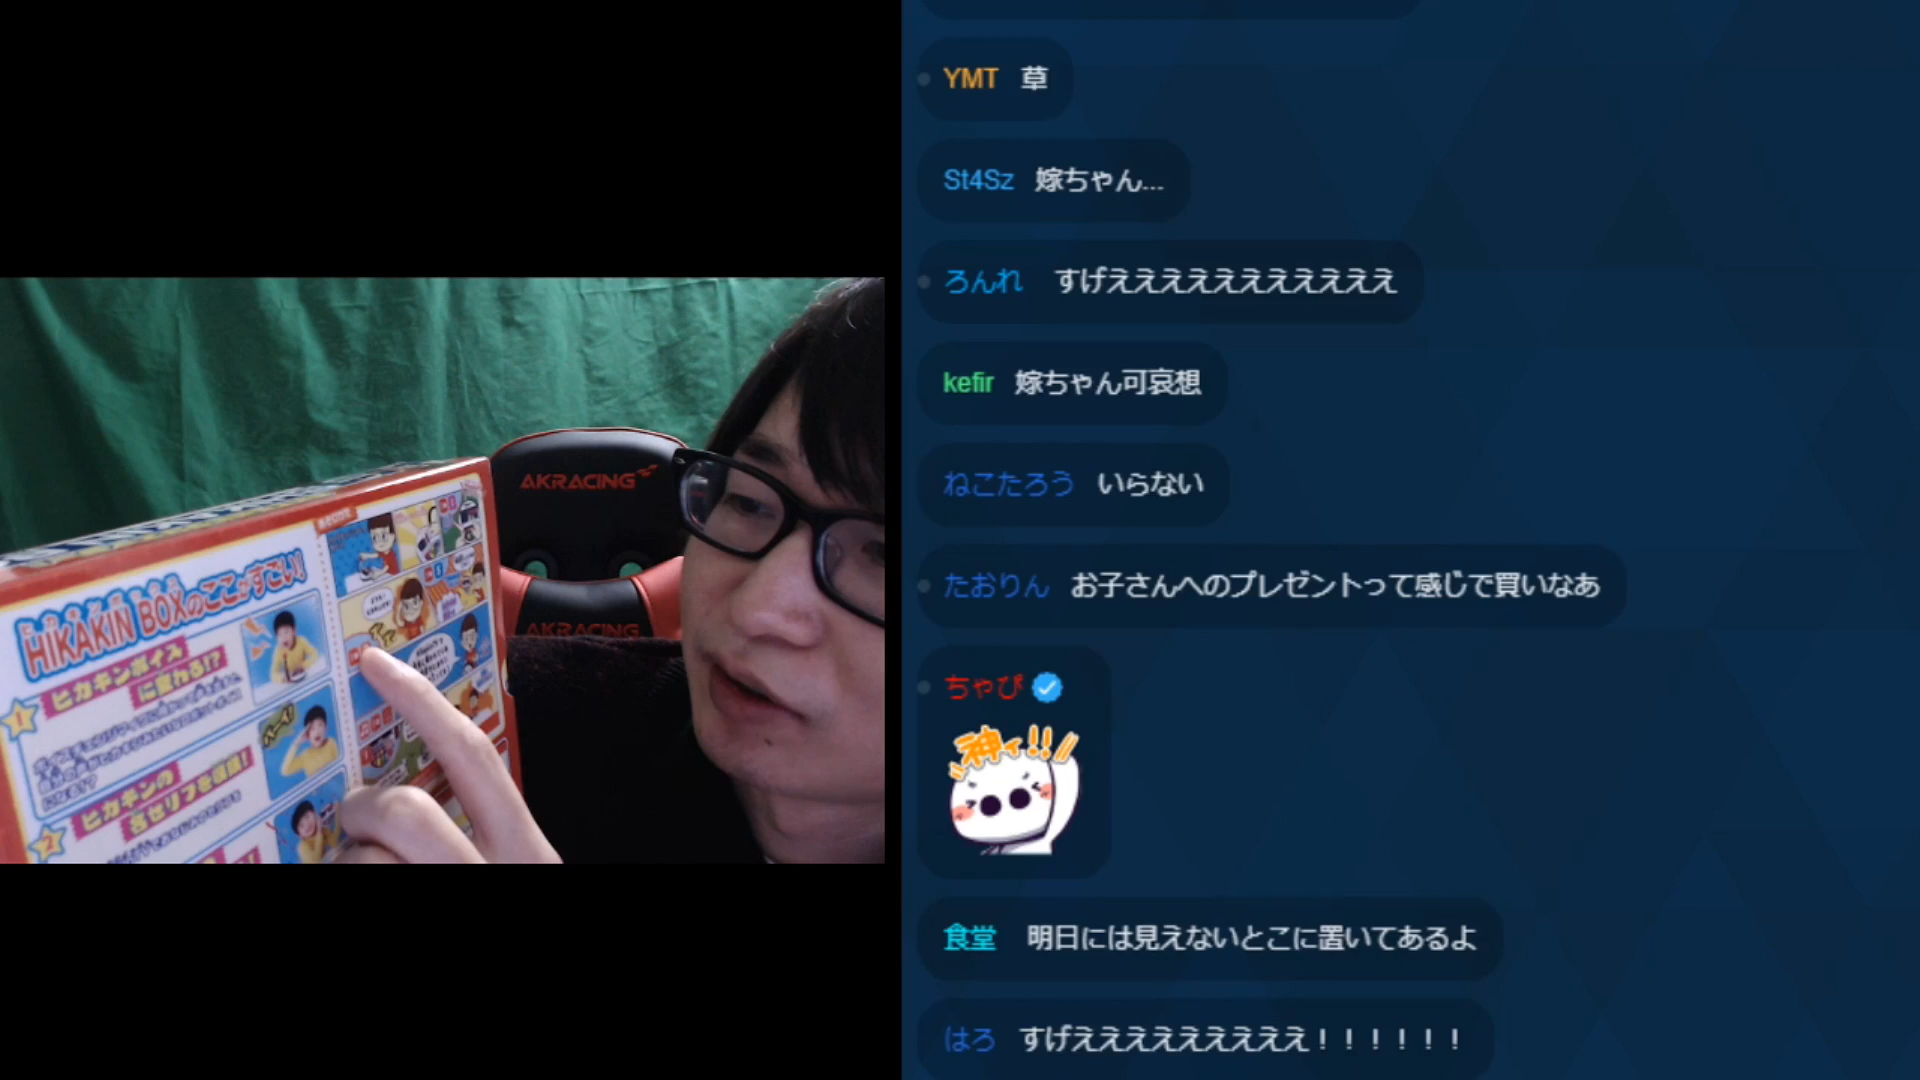 AKRACING
AKRACING
HIKAKIN BOXのここがすごい!
1
ヒカキンボイス
に変わる!?
2
ヒカキンの
名セリフを収録!
YMT 草
St4Sz 嫁ちゃん...
ろんれ すげえええええええええええ
kefir 嫁ちゃん可哀想
ねこたろう いらない
たおりん お子さんへのプレゼントって感じで買いなあ
ちゃぴ
神ィ!!
食堂 明日には見えないとこに置いてあるよ
はろ すげえええええええええ！！！！！！